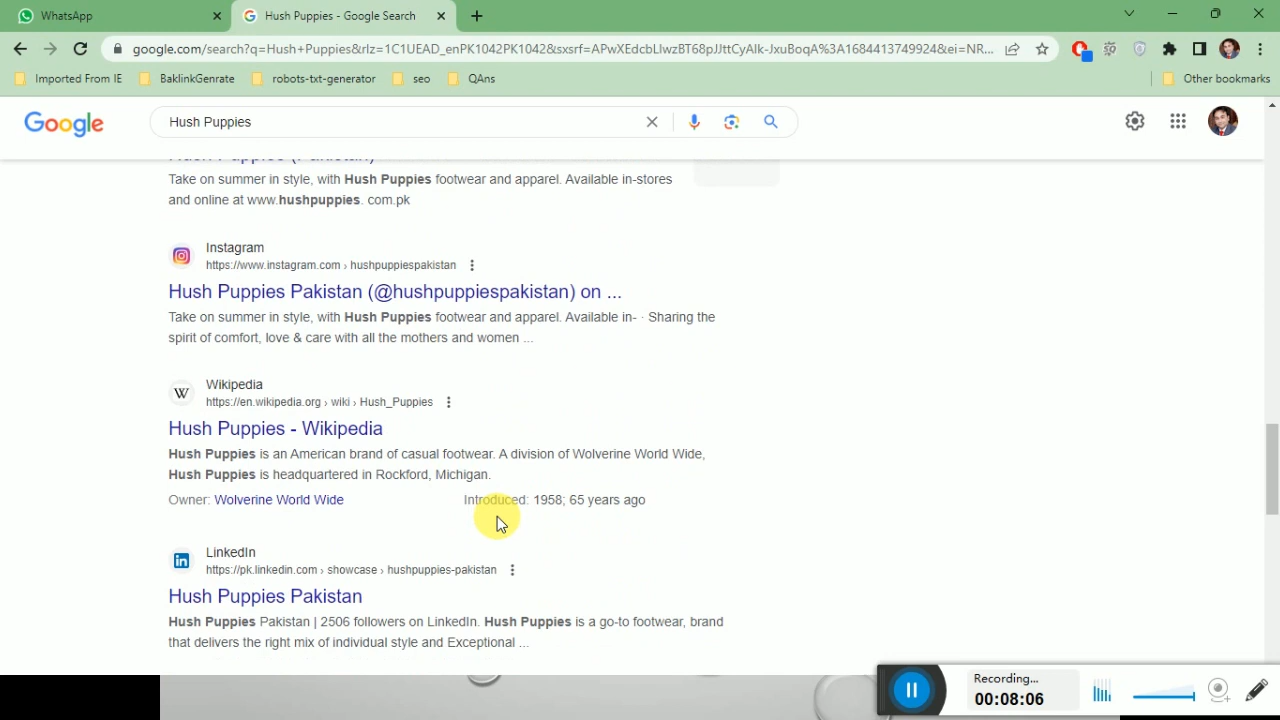 WhatsApp
Hush Puppies - Google Search
google.com/search?q=Hush+Puppies&rlz=1C1UEAD_enPK1042PK1042&sxsrf=APwXEdcbLIwzBT68pJJttCyAlk-JxuBoqA%3A1684413749924&ei=NR...
Imported From IE
BaklinkGenrate
robots-txt-generator
seo
QAns
Other bookmarks
Google
Hush Puppies
Hush Puppies (Pakistan)
Take on summer in style, with Hush Puppies footwear and apparel. Available in-stores
and online at www.hushpuppies. com.pk
Instagram
https://www.instagram.com › hushpuppiespakistan
Hush Puppies Pakistan (@hushpuppiespakistan) on ...
Take on summer in style, with Hush Puppies footwear and apparel. Available in- · Sharing the
spirit of comfort, love & care with all the mothers and women ...
W
Wikipedia
https://en.wikipedia.org › wiki › Hush_Puppies
Hush Puppies - Wikipedia
Hush Puppies is an American brand of casual footwear. A division of Wolverine World Wide,
Hush Puppies is headquartered in Rockford, Michigan.
Owner: Wolverine World Wide Introduced: 1958; 65 years ago
in
LinkedIn
https://pk.linkedin.com › showcase › hushpuppies-pakistan
Hush Puppies Pakistan
Hush Puppies Pakistan | 2506 followers on LinkedIn. Hush Puppies is a go-to footwear, brand
that delivers the right mix of individual style and Exceptional ...
Recording...
00:08:06